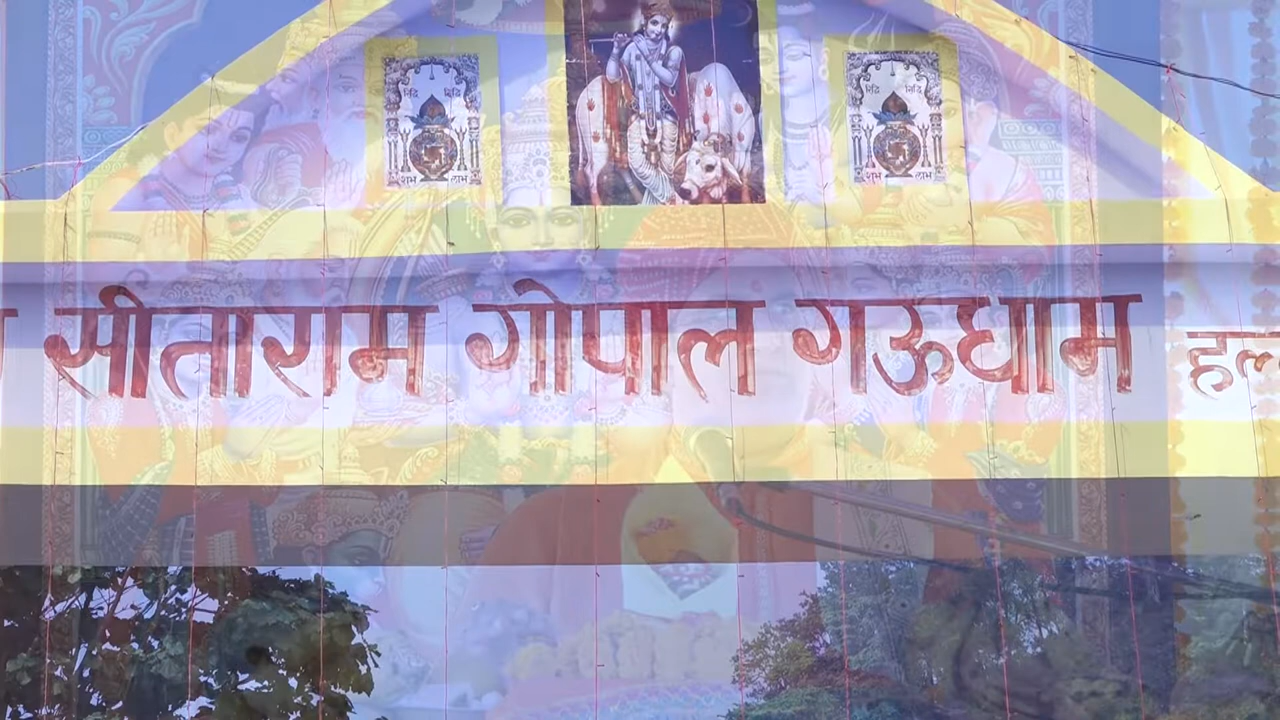 रिद्धि सिद्धि
शुभ लाभ
रिद्धि सिद्धि
शुभ लाभ
सीताराम गोपाल गऊधाम